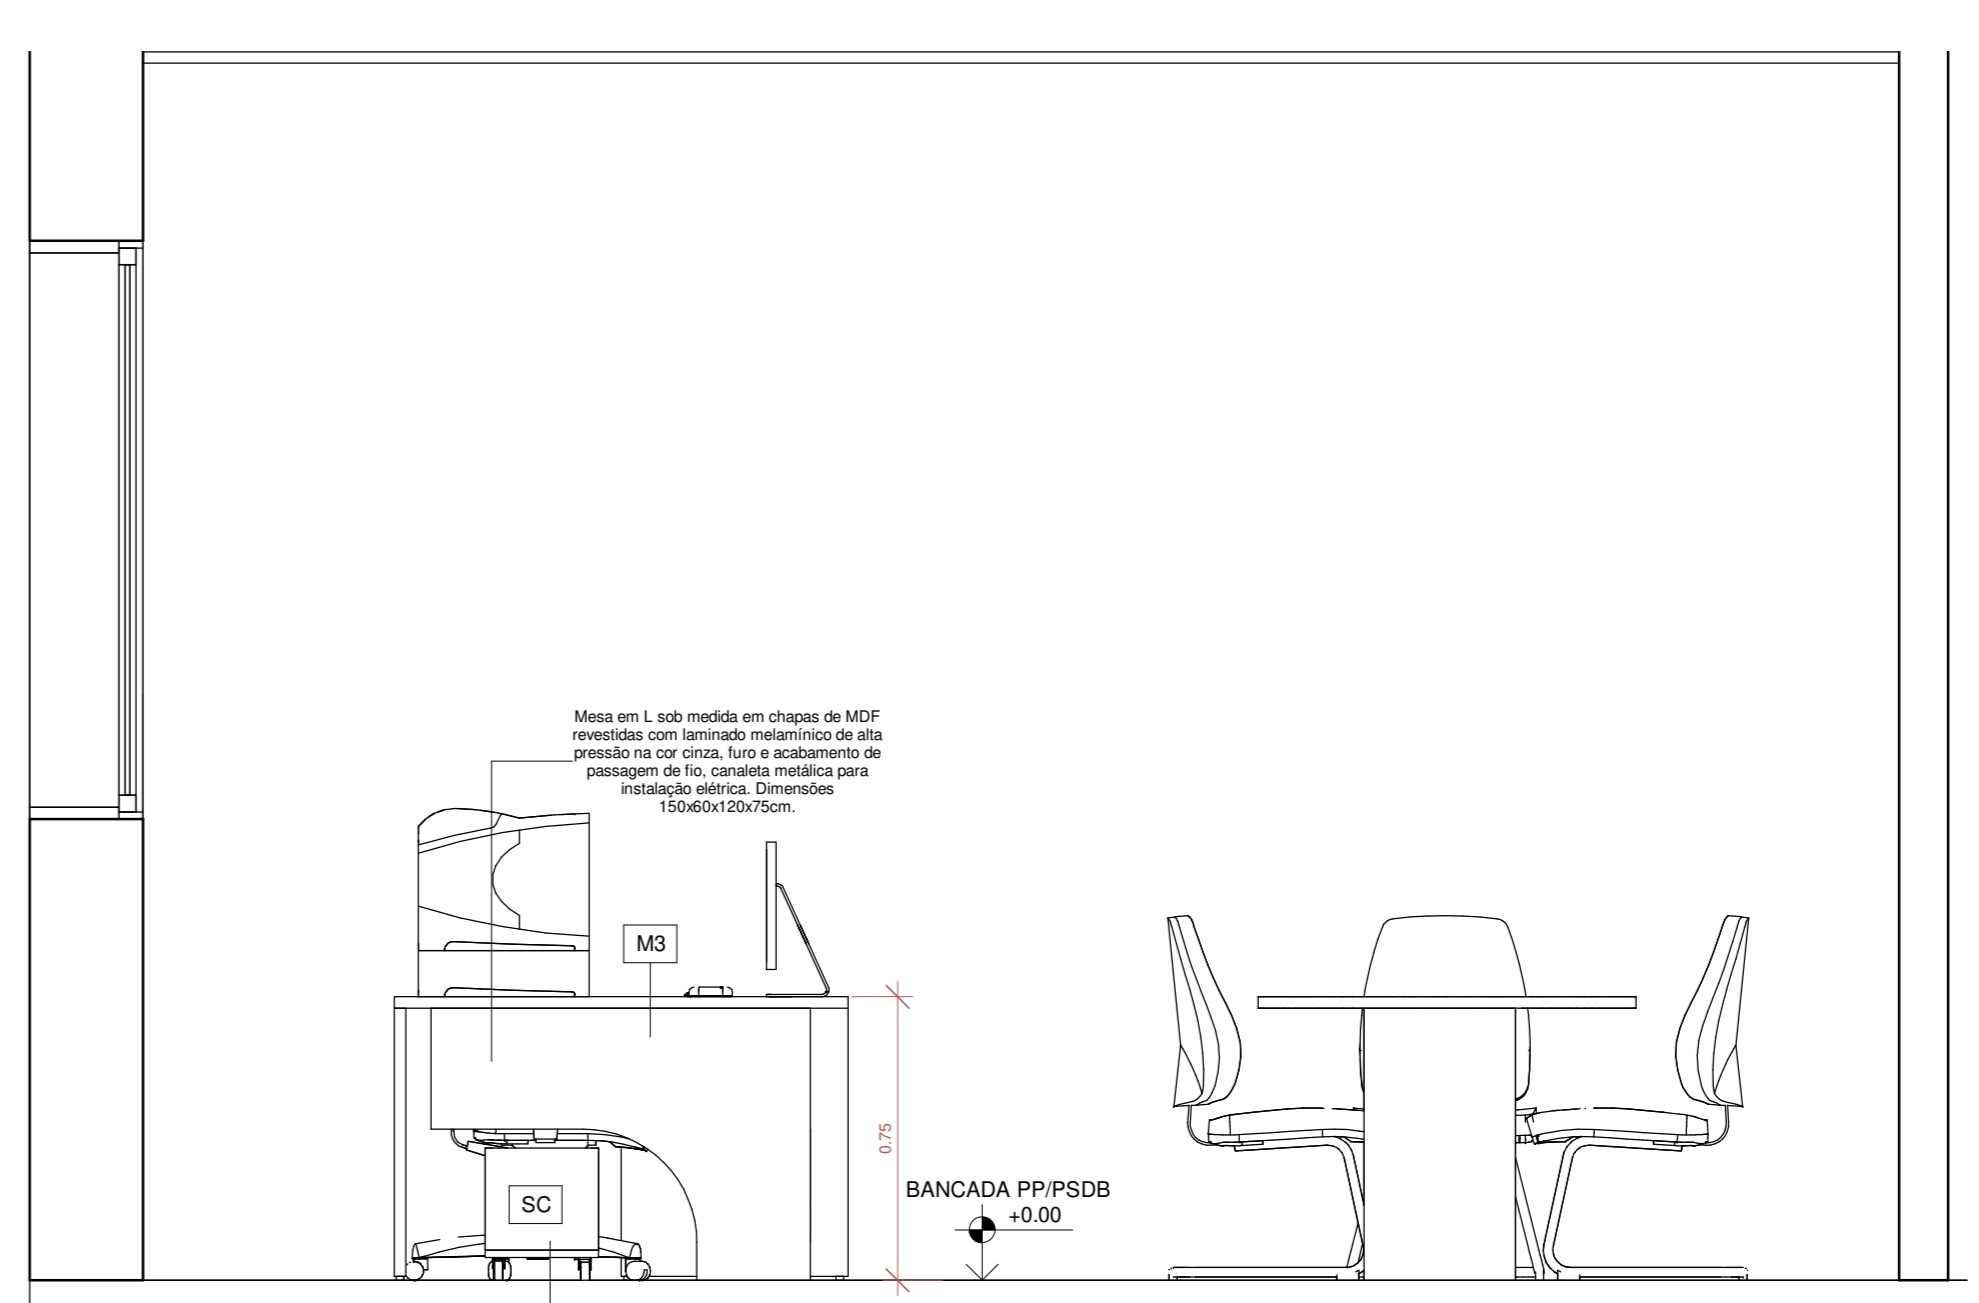 Mesa em L sob medida em chapas de MDF
revestidas com laminado melamínico de alta
pressão na cor cinza, furo e acabamento de
passagem de fio, canaleta metálica para
instalação elétrica. Dimensões
150x60x120x75cm.
M3
0.75
BANCADA PP/PSDB
+0.00
SC